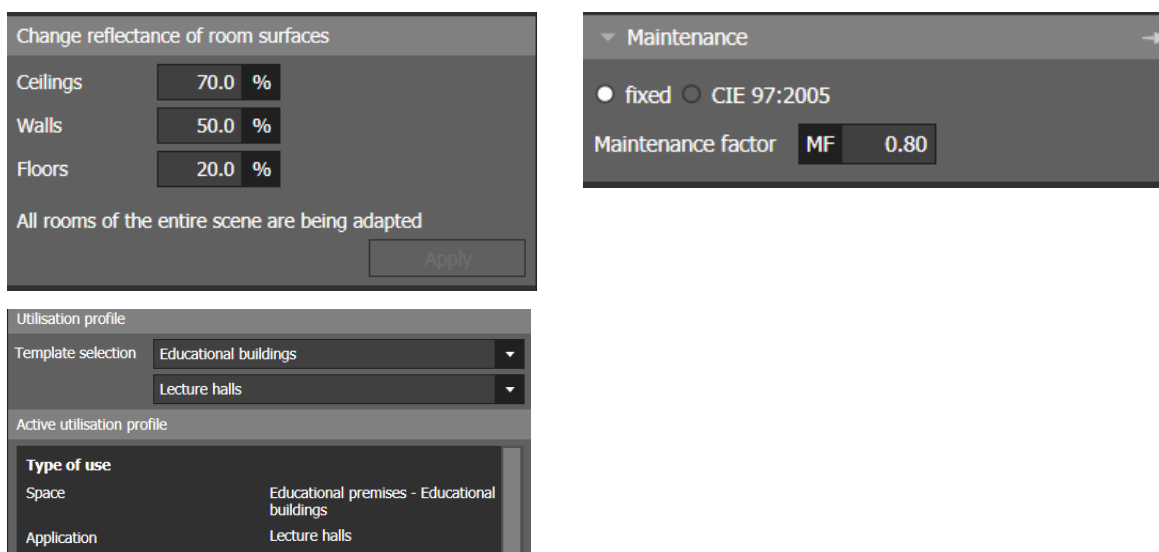 Change reflectance of room surfaces
Ceilings 70.0 %
Walls 50.0 %
Floors 20.0 %
All rooms of the entire scene are being adapted
Apply
Maintenance
fixed CIE 97:2005
Maintenance factor MF 0.80
Utilisation profile
Template selection Educational buildings
Lecture halls
Active utilisation profile
Type of use
Space Educational premises - Educational
buildings
Application Lecture halls